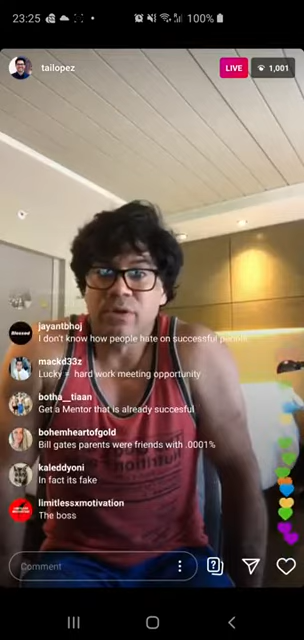 23:25
100%
tailopez
LIVE
1,001
jayantbhoj
I don't know how people hate on successful people
Blessed
mackd33z
Lucky = hard work meeting opportunity
botha__tiaan
Get a Mentor that is already succesful
bohemheartofgold
Bill gates parents were friends with .0001%
kaleddyoni
In fact its fake
limitlessxmotivation
The boss
Comment